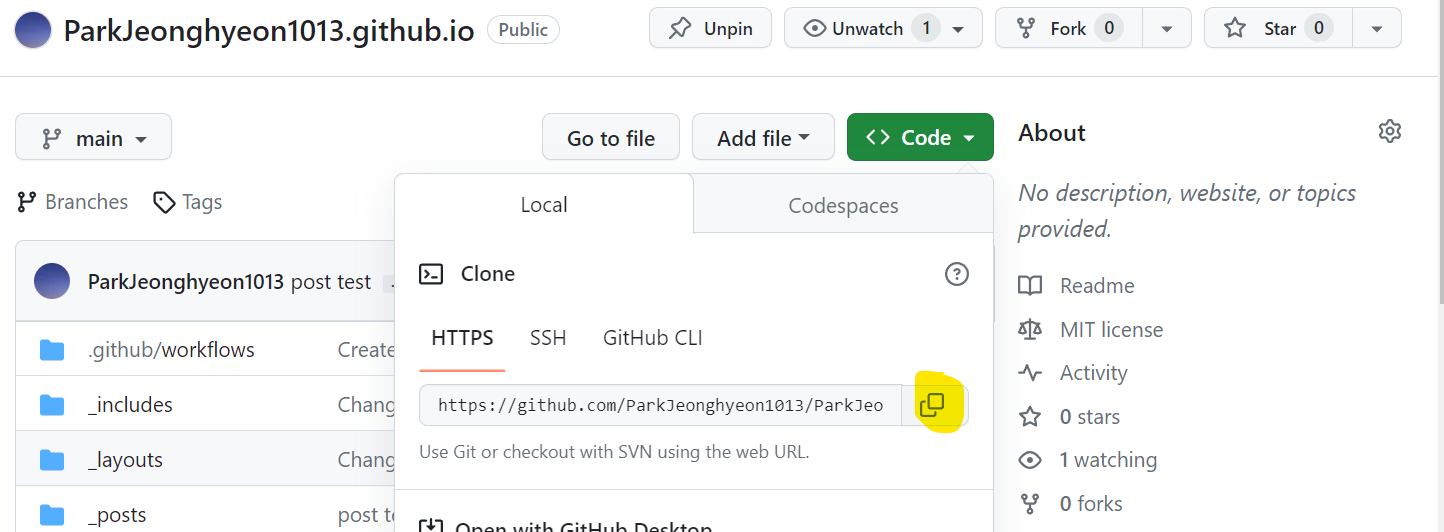 ParkJeonghyeon1013.github.io Public Unpin Unwatch 1 Fork 0 Star 0
main Go to file Add file Code
About
No description, website, or topics
provided.
Branches Tags
Local Codespaces
ParkJeonghyeon1013 post test
Clone
HTTPS SSH GitHub CLI
.github/workflows Create
_includes Chang
_layouts Chang
_posts post te
https://github.com/ParkJeonghyeon1013/ParkJeo
Use Git or checkout with SVN using the web URL.
Open with GitHub Desktop
Readme
MIT license
Activity
0 stars
1 watching
0 forks